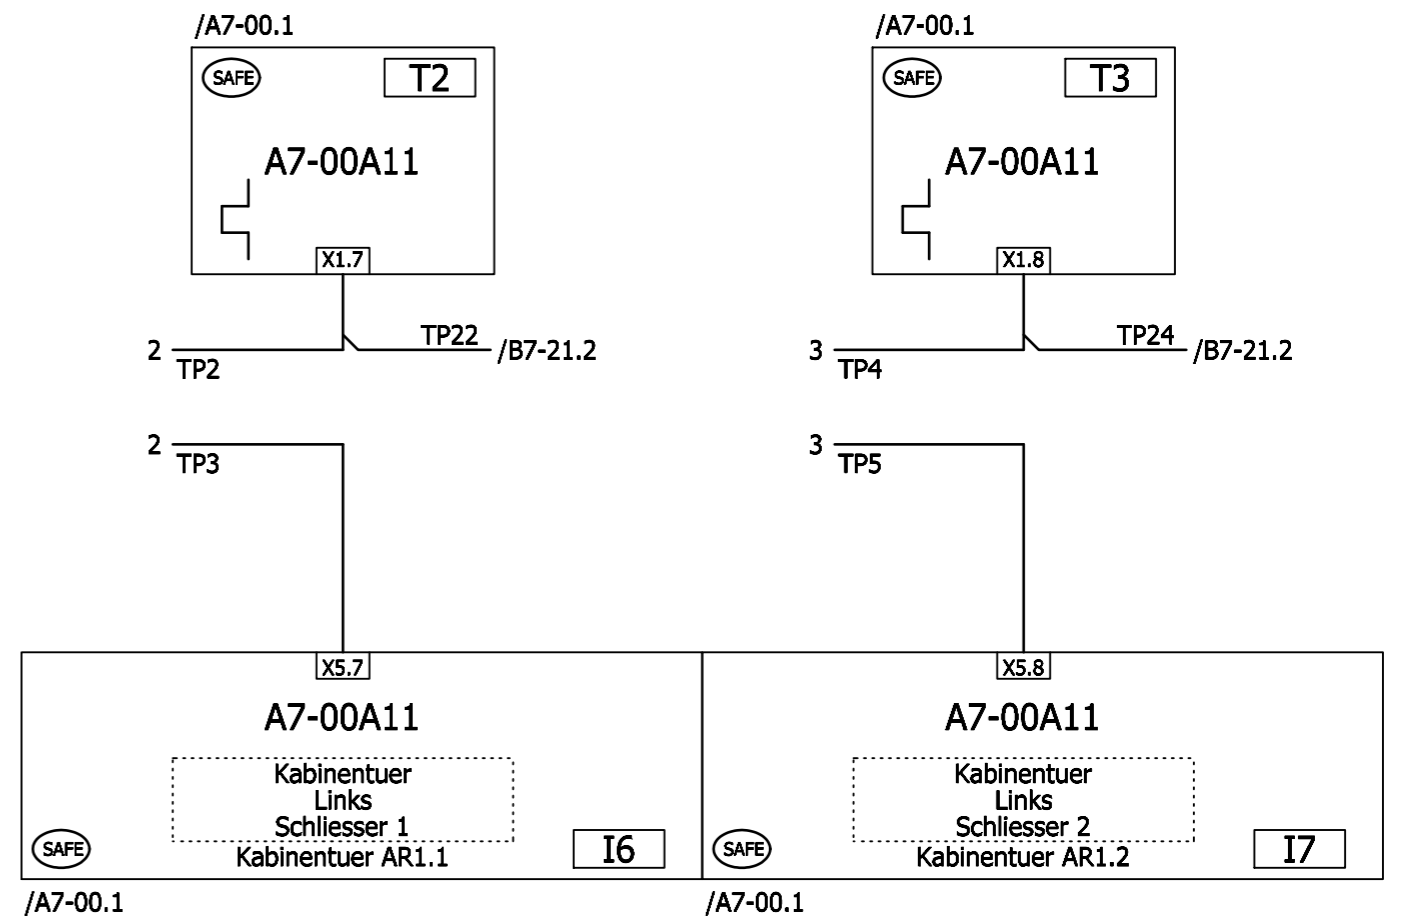 /A7-00.1
/A7-00.1
SAFE
T2
SAFE
T3
A7-00A11
A7-00A11
X1.7
X1.8
2
TP2
TP22
/B7-21.2
3
TP4
TP24
/B7-21.2
2
TP3
3
TP5
X5.7
X5.8
A7-00A11
A7-00A11
Kabinentuer
Links
Schliesser 1
Kabinentuer AR1.1
SAFE
I6
Kabinentuer
Links
Schliesser 2
Kabinentuer AR1.2
SAFE
I7
/A7-00.1
/A7-00.1